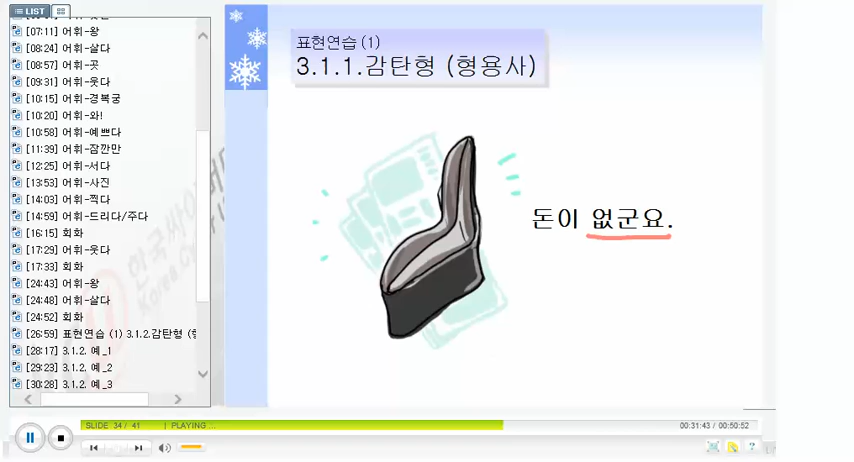 LIST
[07:11] 어휘-왕
[08:24] 어휘-살다
[08:57] 어휘-곳
[09:31] 어휘-웃다
[10:15] 어휘-경복궁
[10:20] 어휘-와!
[10:58] 어휘-예쁘다
[11:39] 어휘-잠깐만
[12:25] 어휘-서다
[13:53] 어휘-사진
[14:03] 어휘-찍다
[14:59] 어휘-드리다/주다
[16:15] 회화
[17:29] 어휘-웃다
[17:33] 회화
[24:43] 어휘-왕
[24:48] 어휘-살다
[24:52] 회화
[26:59] 표현연습 (1) 3.1.2.감탄형
[28:17] 3.1.2. 예_1
[29:23] 3.1.2. 예_2
[30:28] 3.1.2. 예_3
표현연습 (1)
3.1.1.감탄형 (형용사)
돈이 없군요.
SLIDE 34 / 41 | PLAYING...
00:31:43 / 00:50:52